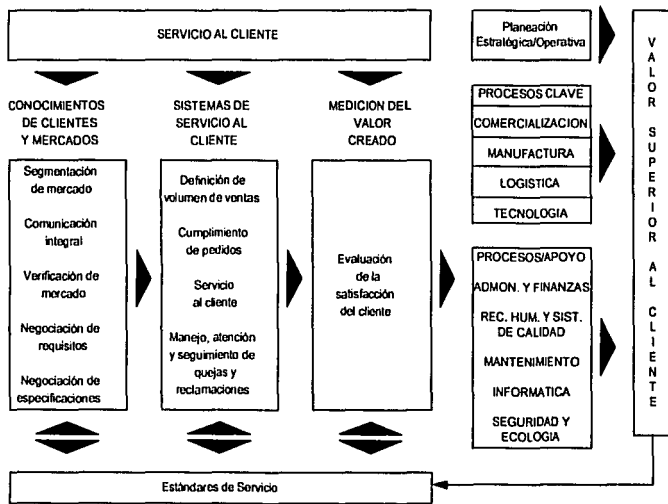 SERVICIO AL CLIENTE
CONOCIMIENTOS
DE CLIENTES
Y MERCADOS
SISTEMAS DE
SERVICIO AL
CLIENTE
MEDICION DEL
VALOR
CREADO
Segmentación
de mercado
Comunicación
integral
Verificación de
mercado
Negociación de
requisitos
Negociación de
especificaciones
Definición de
volumen de ventas
Cumplimiento
de pedidos
Servicio
al cliente
Manejo, atención
y seguimiento de
quejas y
reclamaciones
Evaluación
de la
satisfacción
del cliente
Planeación
Estratégica/Operativa
PROCESOS CLAVE
COMERCIALIZACION
MANUFACTURA
LOGISTICA
TECNOLOGIA
PROCESOS/APOYO
ADMON. Y FINANZAS
REC. HUM. Y SIST.
DE CALIDAD
MANTENIMIENTO
INFORMATICA
SEGURIDAD Y
ECOLOGIA
VALOR SUPERIOR AL CLIENTE
Estándares de Servicio